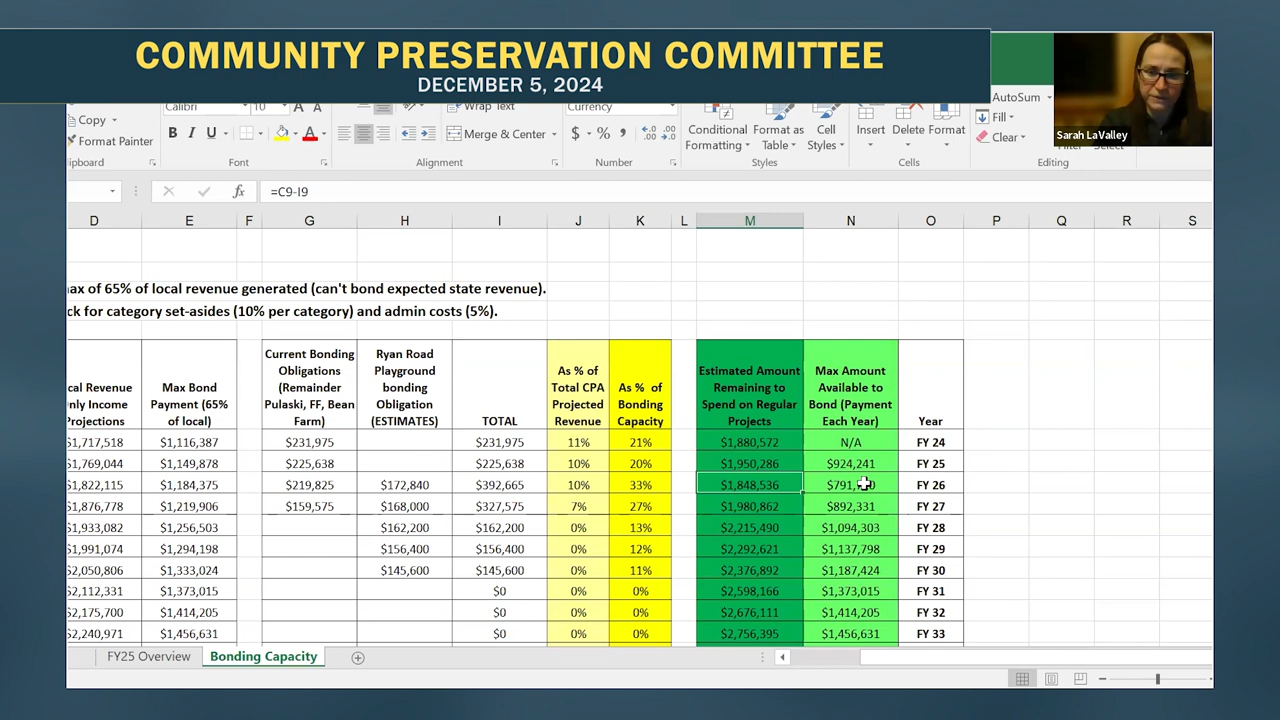 COMMUNITY PRESERVATION COMMITTEE
DECEMBER 5, 2024
Sarah LaValley
Calibri 10 A A Wrap Text Currency AutoSum
Copy
Format Painter
B I U A Merge & Center $ % , Conditional Formatting Format as Table Cell Styles Insert Delete Format Fill Clear
Font Alignment Number Styles Cells Editing
fx =C9-I9
D E F G H I J K L M N O P Q R S
max of 65% of local revenue generated (can't bond expected state revenue).
for category set-asides (10% per category) and admin costs (5%).
Revenue Only Income Projections Max Bond Payment (65% of local) Current Bonding Obligations (Remainder Pulaski, FF, Bean Farm) Ryan Road Playground bonding Obligation (ESTIMATES) TOTAL As % of Total CPA Projected Revenue As % of Bonding Capacity Estimated Amount Remaining to Spend on Regular Projects Max Amount Available to Bond (Payment Each Year) Year
$1,717,518 $1,116,387 $231,975 $231,975 11% 21% $1,880,572 N/A FY 24
$1,769,044 $1,149,878 $225,638 $225,638 10% 20% $1,950,286 $924,241 FY 25
$1,822,115 $1,184,375 $219,825 $172,840 $392,665 10% 33% $1,848,536 FY 26
$1,876,778 $1,219,906 $159,575 $168,000 $327,575 7% 27% $1,980,862 $892,331 FY 27
$1,933,082 $1,256,503 $162,200 $162,200 0% 13% $2,215,490 $1,094,303 FY 28
$1,991,074 $1,294,198 $156,400 $156,400 0% 12% $2,292,621 $1,137,798 FY 29
$2,050,806 $1,333,024 $145,600 $145,600 0% 11% $2,376,892 $1,187,424 FY 30
$2,112,331 $1,373,015 $0 0% 0% $2,598,166 $1,373,015 FY 31
$2,175,700 $1,414,205 $0 0% 0% $2,676,111 $1,414,205 FY 32
$2,240,971 $1,456,631 $0 0% 0% $2,756,395 $1,456,631 FY 33
FY25 Overview Bonding Capacity